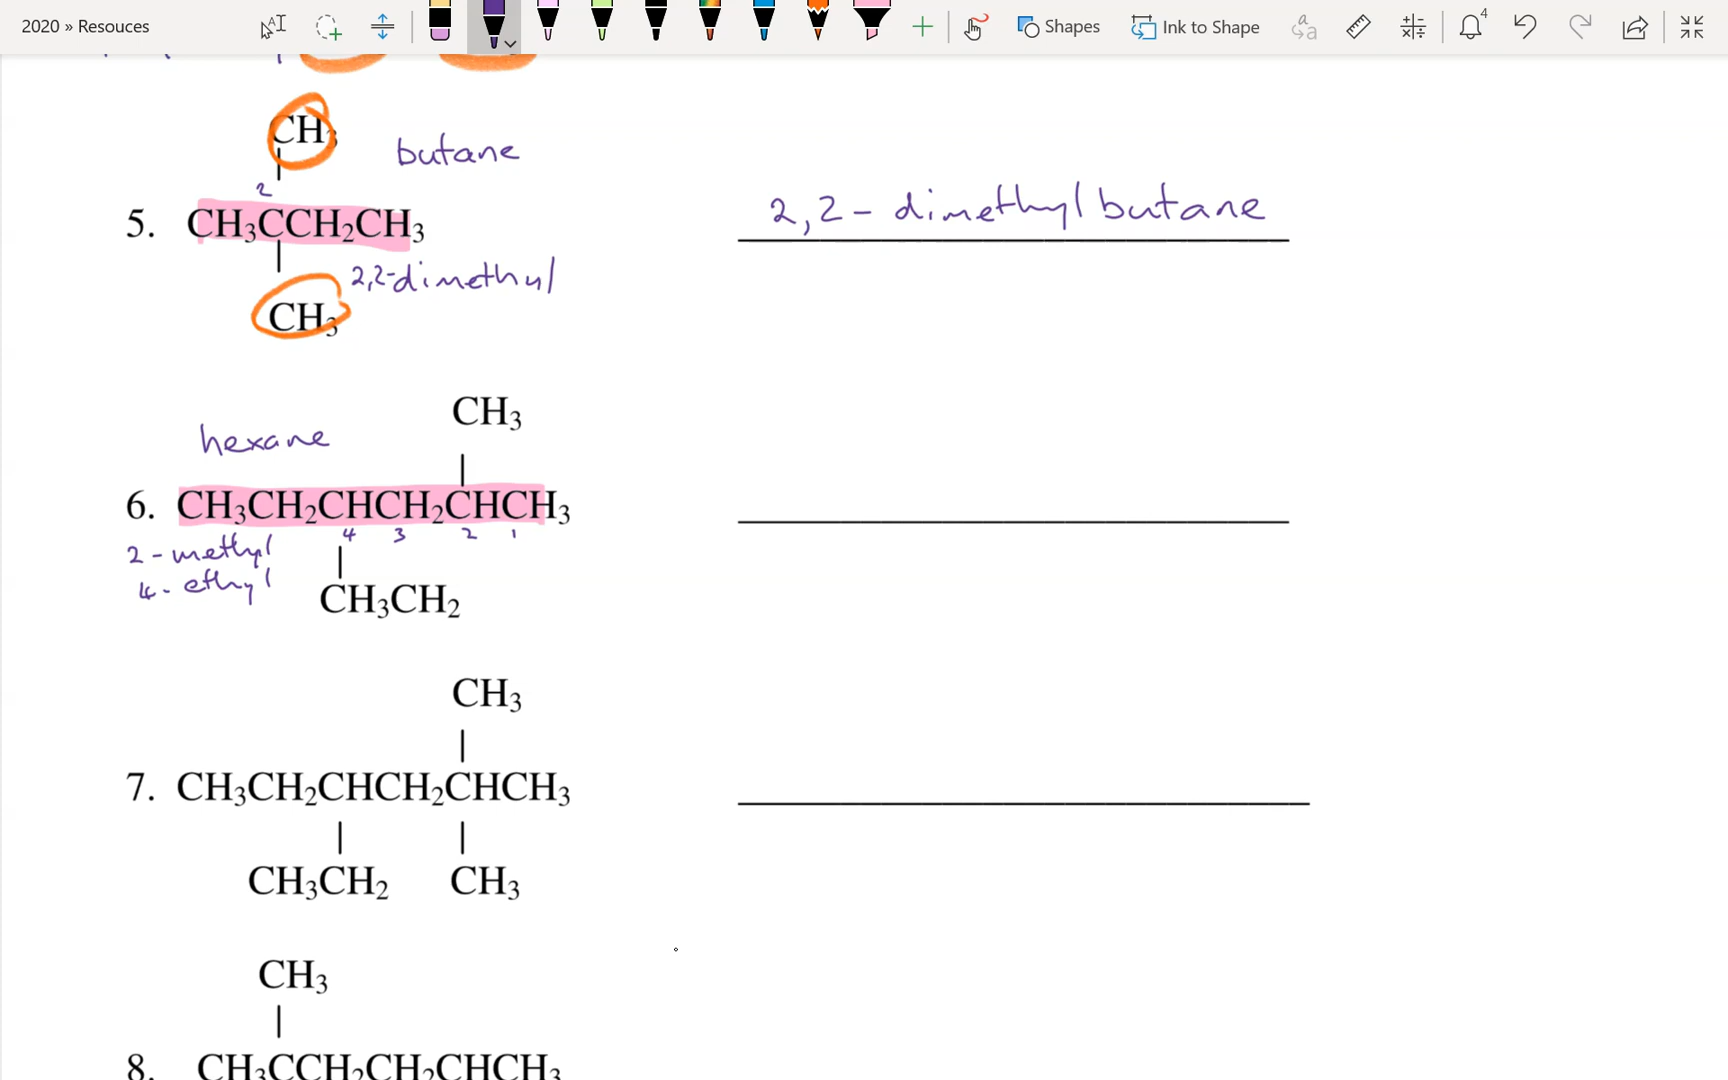 2020 » Resouces
Shapes
Ink to Shape
4
CH₃
butane
2
5. CH₃CCH₂CH₃
2,2 - dimethylbutane
2,2-dimethyl
CH₃
CH₃
hexane
6. CH₃CH₂CHCH₂CHCH₃
4 3 2 1
2 - methyl
4 - ethyl
CH₃CH₂
CH₃
7. CH₃CH₂CHCH₂CHCH₃
CH₃CH₂ CH₃
CH₃
8. CH₃CCH₂CH₂CHCH₃